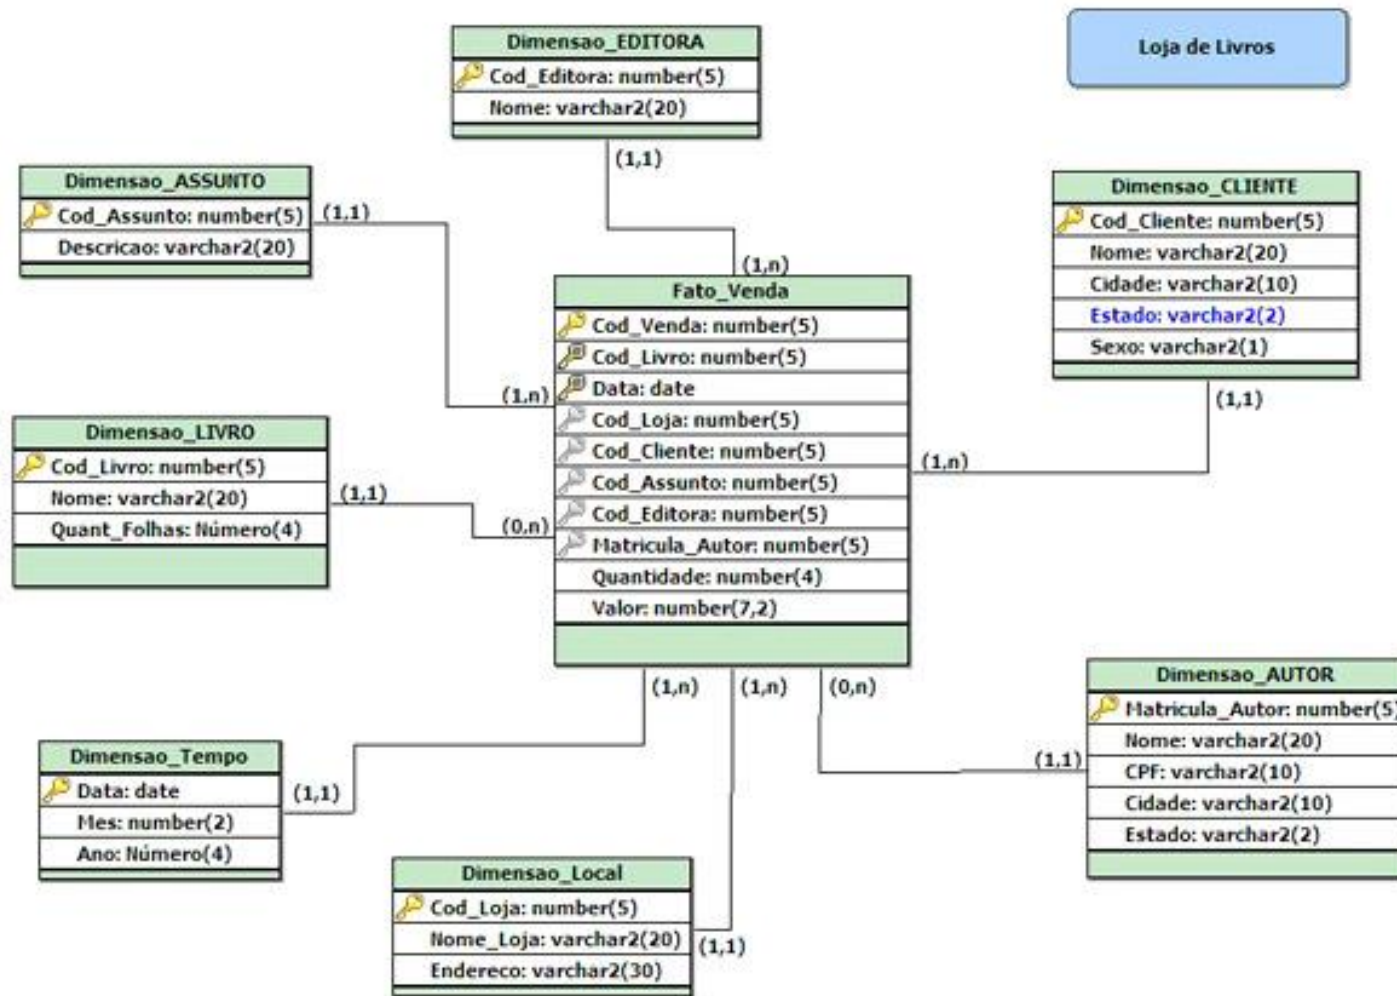 Loja de Livros
Dimensao_EDITORA
Cod_Editora: number(5)
Nome: varchar2(20)
(1,1)
(1,n)
Dimensao_ASSUNTO
Cod_Assunto: number(5)
Descricao: varchar2(20)
(1,1)
(1,n)
Dimensao_CLIENTE
Cod_Cliente: number(5)
Nome: varchar2(20)
Cidade: varchar2(10)
Estado: varchar2(2)
Sexo: varchar2(1)
(1,1)
(1,n)
Fato_Venda
Cod_Venda: number(5)
Cod_Livro: number(5)
Data: date
Cod_Loja: number(5)
Cod_Cliente: number(5)
Cod_Assunto: number(5)
Cod_Editora: number(5)
Matricula_Autor: number(5)
Quantidade: number(4)
Valor: number(7,2)
Dimensao_LIVRO
Cod_Livro: number(5)
Nome: varchar2(20)
Quant_Folhas: Número(4)
(1,1)
(0,n)
(1,n)
(1,n)
(0,n)
Dimensao_AUTOR
Matricula_Autor: number(5)
Nome: varchar2(20)
CPF: varchar2(10)
Cidade: varchar2(10)
Estado: varchar2(2)
(1,1)
Dimensao_Tempo
Data: date
Mes: number(2)
Ano: Número(4)
(1,1)
Dimensao_Local
Cod_Loja: number(5)
Nome_Loja: varchar2(20)
Endereco: varchar2(30)
(1,1)